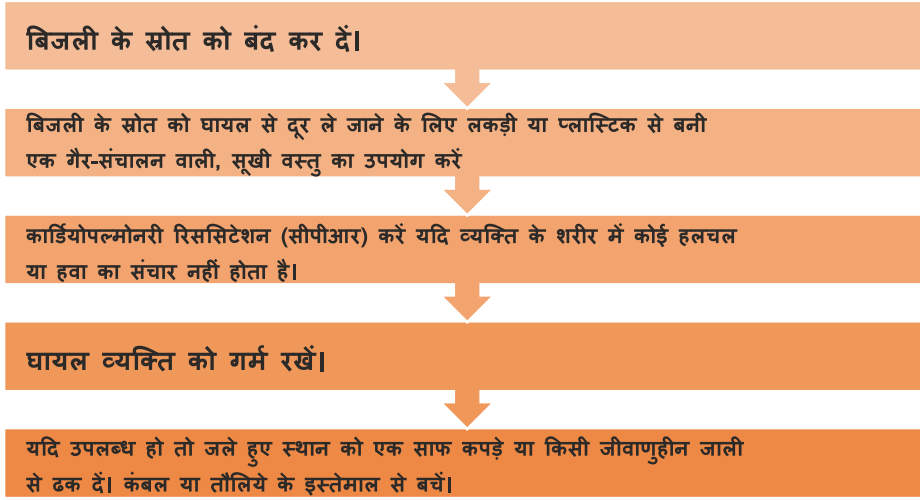 बिजली के स्रोत को बंद कर दें।
बिजली के स्रोत को घायल से दूर ले जाने के लिए लकड़ी या प्लास्टिक से बनी
एक गैर-संचालन वाली, सूखी वस्तु का उपयोग करें
कार्डियोपल्मोनरी रिससिटेशन (सीपीआर) करें यदि व्यक्ति के शरीर में कोई हलचल
या हवा का संचार नहीं होता है।
घायल व्यक्ति को गर्म रखें।
यदि उपलब्ध हो तो जले हुए स्थान को एक साफ कपड़े या किसी जीवाणुहीन जाली
से ढक दें। कंबल या तौलिये के इस्तेमाल से बचें।